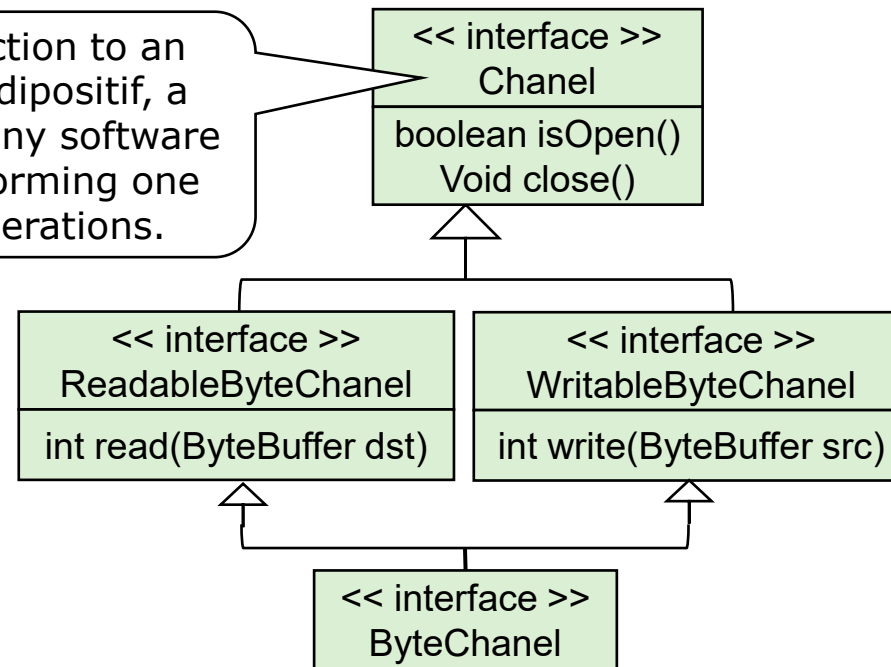 ction to an
dipositif, a
ny software
orming one
erations.
<< interface >>
Chanel
boolean isOpen()
Void close()
<< interface >>
ReadableByteChanel
int read(ByteBuffer dst)
<< interface >>
WritableByteChanel
int write(ByteBuffer src)
<< interface >>
ByteChanel